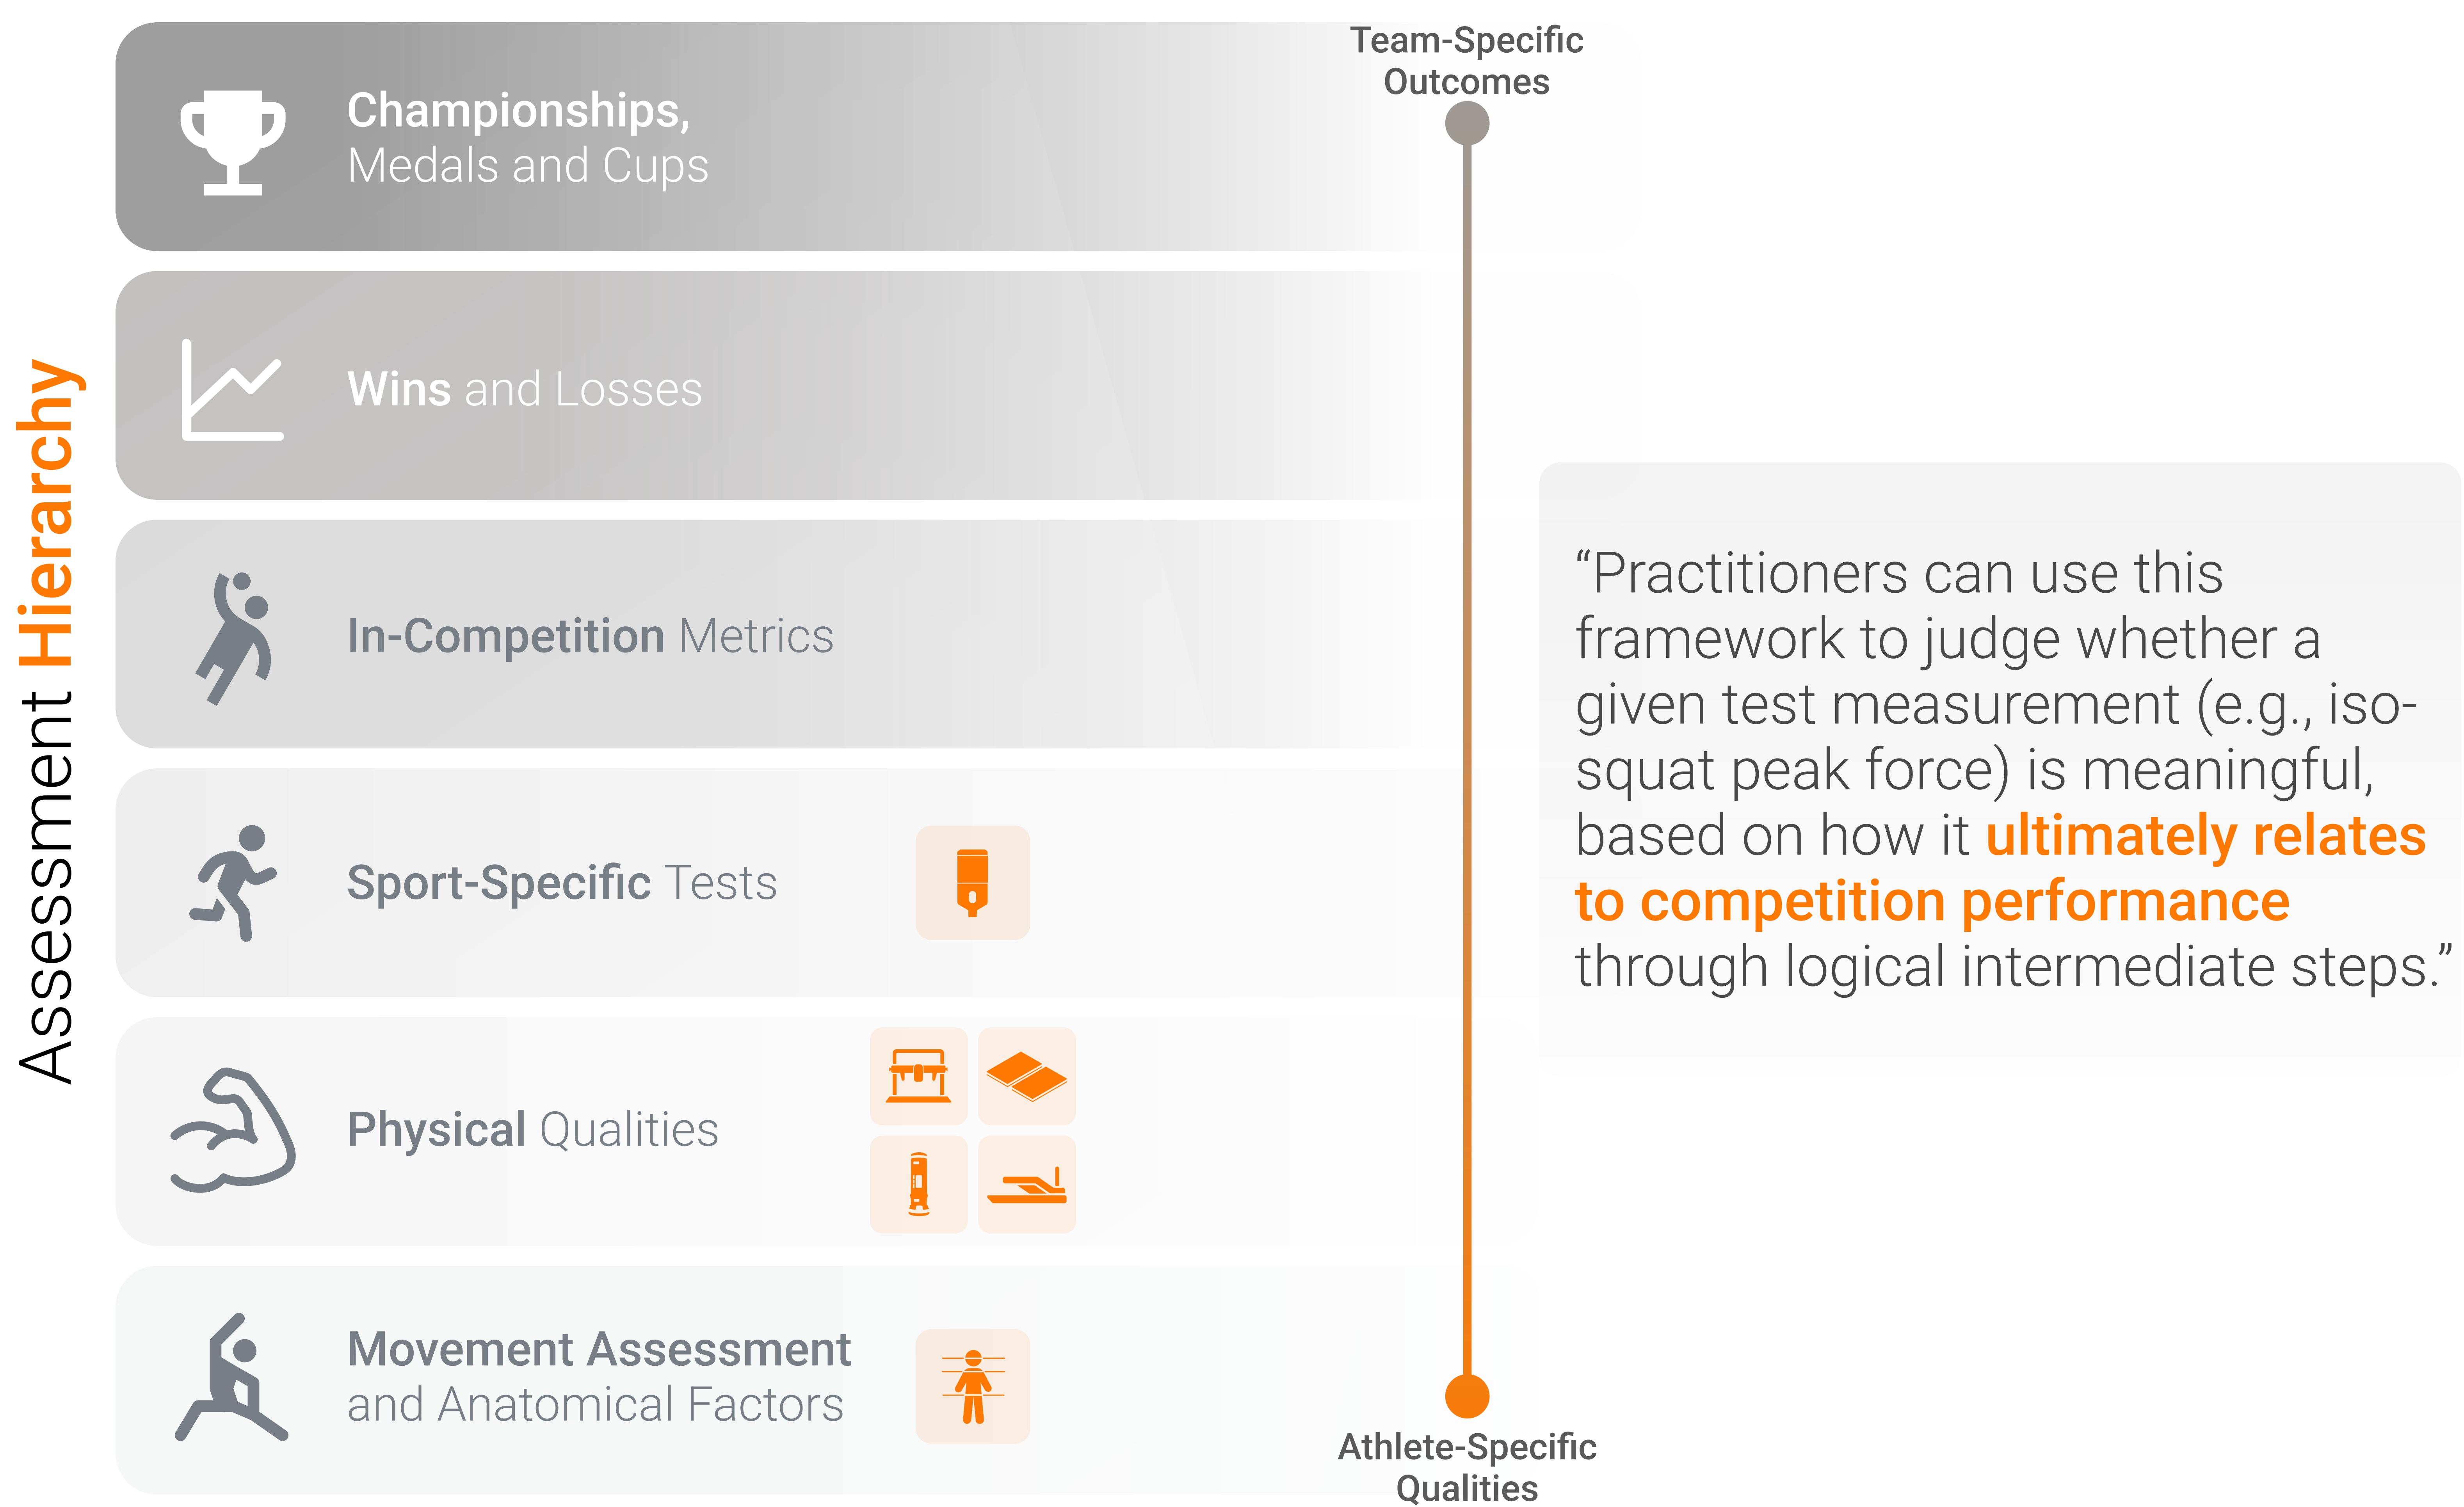 Assessment Hierarchy
Championships,
Medals and Cups
Wins and Losses
In-Competition Metrics
Sport-Specific Tests
Physical Qualities
Movement Assessment
and Anatomical Factors
Team-Specific
Outcomes
Athlete-Specific
Qualities
“Practitioners can use this
framework to judge whether a
given test measurement (e.g., iso-
squat peak force) is meaningful,
based on how it ultimately relates
to competition performance
through logical intermediate steps.”